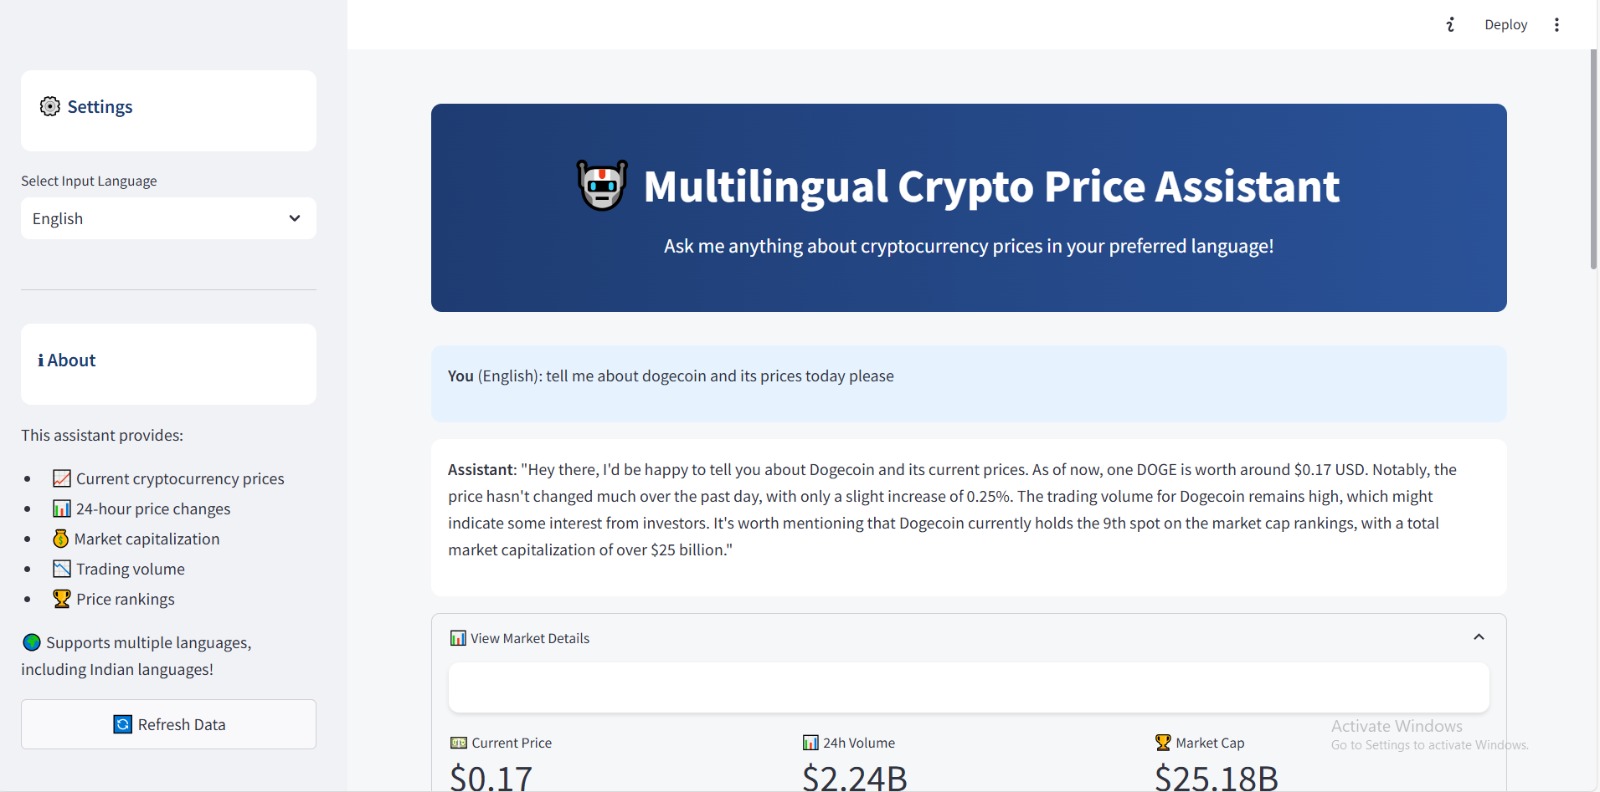 Deploy
Settings
Select Input Language
English
About
This assistant provides:
Current cryptocurrency prices
24-hour price changes
Market capitalization
Trading volume
Price rankings
Supports multiple languages,
including Indian languages!
Refresh Data
Multilingual Crypto Price Assistant
Ask me anything about cryptocurrency prices in your preferred language!
You (English): tell me about dogecoin and its prices today please
Assistant: "Hey there, I'd be happy to tell you about Dogecoin and its current prices. As of now, one DOGE is worth around $0.17 USD. Notably, the
price hasn't changed much over the past day, with only a slight increase of 0.25%. The trading volume for Dogecoin remains high, which might
indicate some interest from investors. It's worth mentioning that Dogecoin currently holds the 9th spot on the market cap rankings, with a total
market capitalization of over $25 billion."
View Market Details
Current Price
$0.17
24h Volume
$2.24B
Market Cap
$25.18B
Activate Windows
Go to Settings to activate Windows.